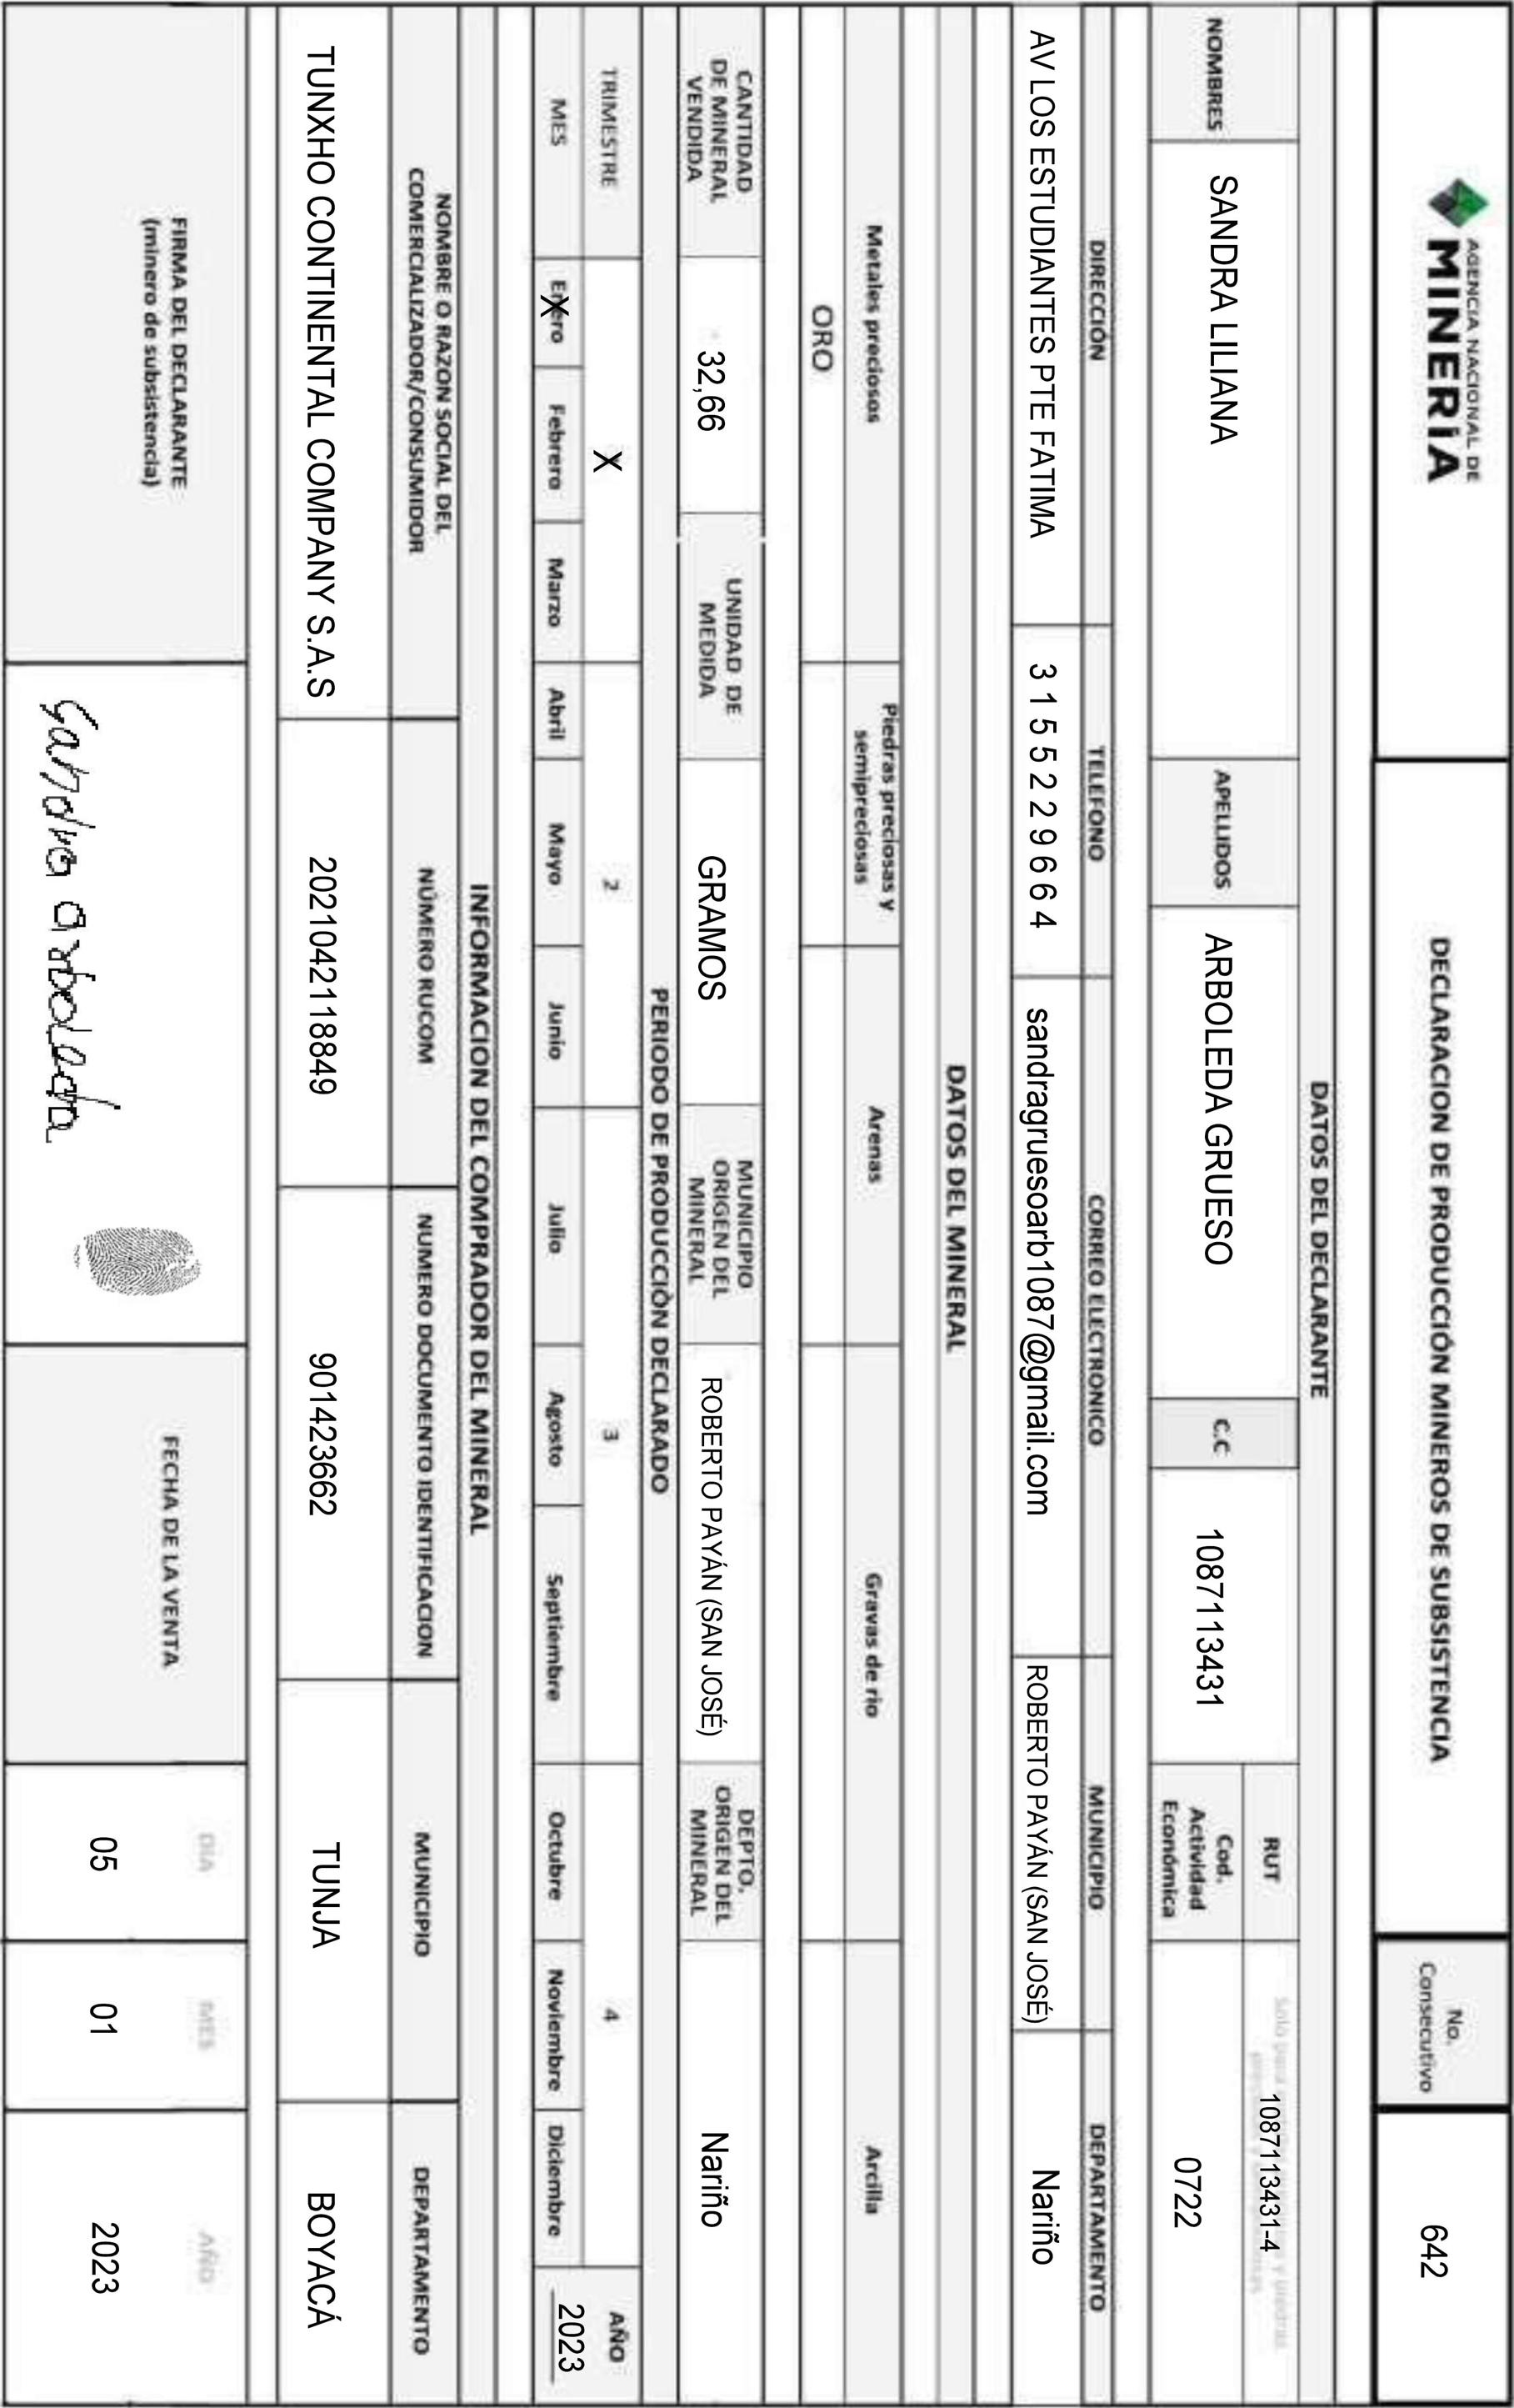 AGENCIA NACIONAL DE
MINERÍA
DECLARACION DE PRODUCCIÓN MINEROS DE SUBSISTENCIA
No.
Consecutivo
642
DATOS DEL DECLARANTE
NOMBRES
SANDRA LILIANA
APELLIDOS
ARBOLEDA GRUESO
C.C
1087113431
RUT
Solo para
1087113431-4
y piedras
Cod.
Actividad
Económica
0722
DIRECCIÓN
TELEFONO
CORREO ELECTRONICO
MUNICIPIO
DEPARTAMENTO
AV LOS ESTUDIANTES PTE FATIMA
3 1 5 5 2 2 9 6 6 4
sandragruesoarb1087@gmail.com
ROBERTO PAYÁN (SAN JOSÉ)
Nariño
DATOS DEL MINERAL
Metales preciosos
Piedras preciosas y
semipreciosas
Arenas
Gravas de rio
Arcilla
ORO
CANTIDAD
DE MINERAL
VENDIDA
32,66
UNIDAD DE
MEDIDA
GRAMOS
MUNICIPIO
ORIGEN DEL
MINERAL
ROBERTO PAYÁN (SAN JOSÉ)
DEPTO.
ORIGEN DEL
MINERAL
Nariño
PERIODO DE PRODUCCIÓN DECLARADO
TRIMESTRE
X
2
3
4
AÑO
MES
Enero
X
Febrero
Marzo
Abril
Mayo
Junio
Julio
Agosto
Septiembre
Octubre
Noviembre
Diciembre
2023
INFORMACIÓN DEL COMPRADOR DEL MINERAL
NOMBRE O RAZON SOCIAL DEL
COMERCIALIZADOR/CONSUMIDOR
NÚMERO RUCOM
NUMERO DOCUMENTO IDENTIFICACION
MUNICIPIO
DEPARTAMENTO
TUNXHO CONTINENTAL COMPANY S.A.S
2021042118849
901423662
TUNJA
BOYACÁ
FIRMA DEL DECLARANTE
(minero de subsistencia)
Sandra arboleda
FECHA DE LA VENTA
DÍA
MES
AÑO
05
01
2023